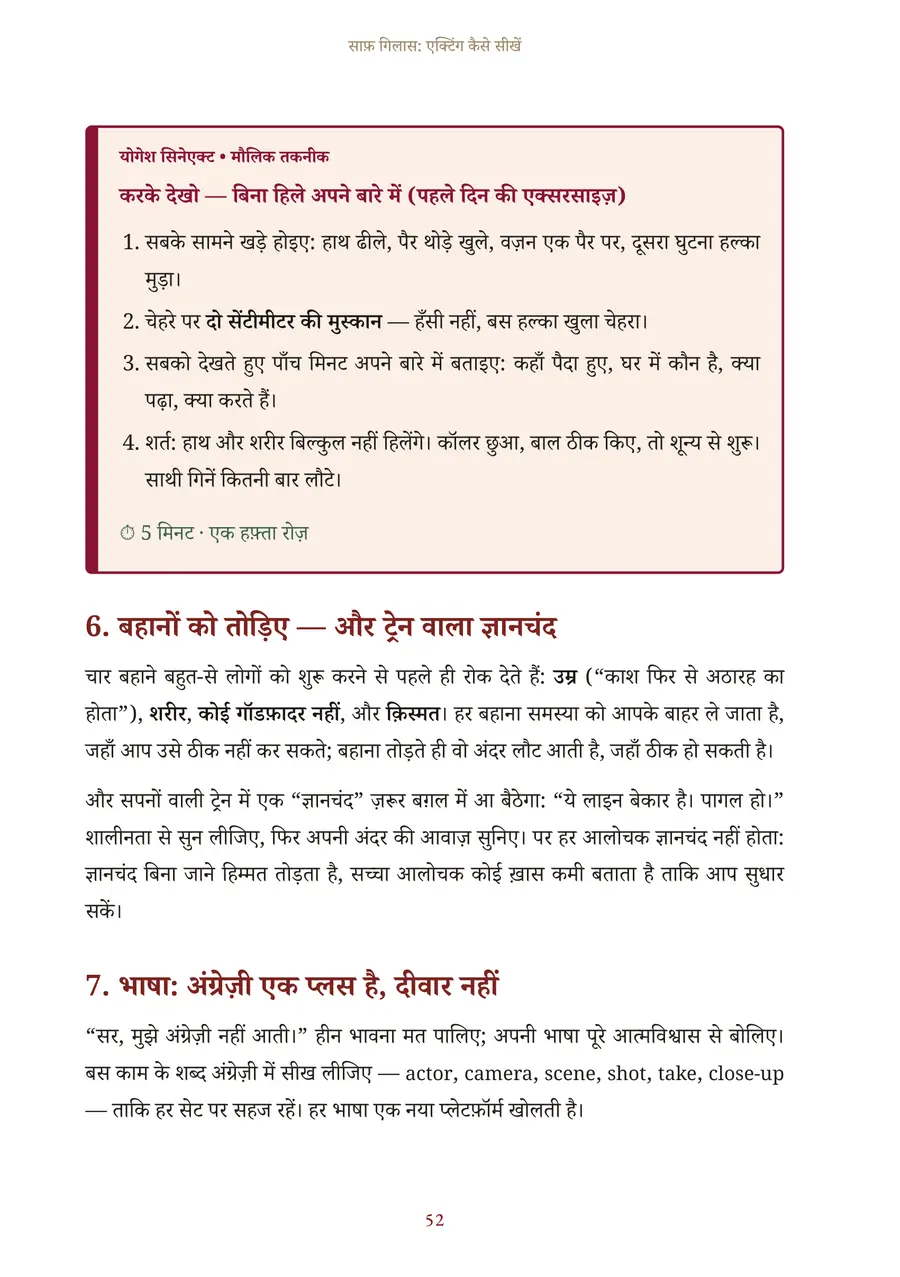 साफ़ गिलास: एक्टिंग कैसे सीखें
योगेश सिनेएक्ट • मौलिक तकनीक
करके देखो — बिना हिले अपने बारे में (पहले दिन की एक्सरसाइज़)
1. सबके सामने खड़े होइए: हाथ ढीले, पैर थोड़े खुले, वज़न एक पैर पर, दूसरा घुटना हल्का
मुड़ा।
2. चेहरे पर दो सेंटीमीटर की मुस्कान — हँसी नहीं, बस हल्का खुला चेहरा।
3. सबको देखते हुए पाँच मिनट अपने बारे में बताइए: कहाँ पैदा हुए, घर में कौन है, क्या
पढ़ा, क्या करते हैं।
4. शर्त: हाथ और शरीर बिल्कुल नहीं हिलेंगे। कॉलर छुआ, बाल ठीक किए, तो शून्य से शुरू।
साथी गिनें कितनी बार लौटे।
⏱ 5 मिनट · एक हफ़्ता रोज़
6. बहानों को तोड़िए — और ट्रेन वाला ज्ञानचंद
चार बहाने बहुत-से लोगों को शुरू करने से पहले ही रोक देते हैं: उम्र (“काश फिर से अठारह का
होता”), शरीर, कोई गॉडफ़ादर नहीं, और क़िस्मत। हर बहाना समस्या को आपके बाहर ले जाता है,
जहाँ आप उसे ठीक नहीं कर सकते; बहाना तोड़ते ही वो अंदर लौट आती है, जहाँ ठीक हो सकती है।
और सपनों वाली ट्रेन में एक “ज्ञानचंद” ज़रूर बग़ल में आ बैठेगा: “ये लाइन बेकार है। पागल हो।”
शालीनता से सुन लीजिए, फिर अपनी अंदर की आवाज़ सुनिए। पर हर आलोचक ज्ञानचंद नहीं होता:
ज्ञानचंद बिना जाने हिम्मत तोड़ता है, सच्चा आलोचक कोई ख़ास कमी बताता है ताकि आप सुधार
सकें।
7. भाषा: अंग्रेज़ी एक प्लस है, दीवार नहीं
“सर, मुझे अंग्रेज़ी नहीं आती।” हीन भावना मत पालिए; अपनी भाषा पूरे आत्मविश्वास से बोलिए।
बस काम के शब्द अंग्रेज़ी में सीख लीजिए — actor, camera, scene, shot, take, close-up
— ताकि हर सेट पर सहज रहें। हर भाषा एक नया प्लेटफ़ॉर्म खोलती है।
52